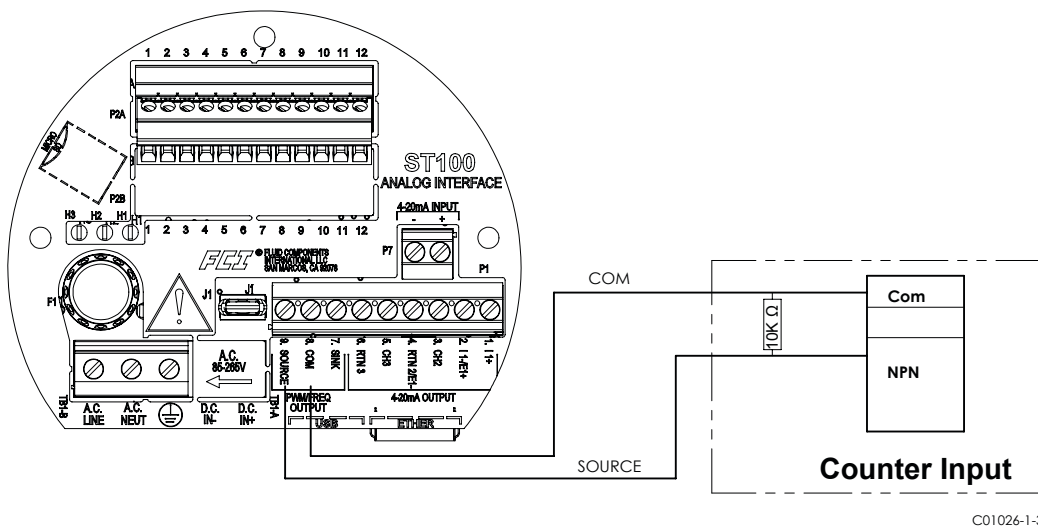 1 2 3 4 5 6 7 8 9 10 11 12
P2A
MICRO
ST100
ANALOG INTERFACE
P2B
4-20mA INPUT
- +
H3 H2 H1
1 2 3 4 5 6 7 8 9 10 11 12
P7
FCI ® FLUID COMPONENTS
INTERNATIONAL LLC
SAN MARCOS, CA 92078
P1
F1
J1
J1
COM
Com
10K Ω
NPN
9. SOURCE
8. COM
7. SINK
6. RTN 3
5. CH3
4. RTN 2/E1-
3. CH2
2. I 1-/E1+
1. I 1+
A.C.
85-265V
PWM/FREQ
OUTPUT
4-20mA OUTPUT
TB1-B
A.C.
LINE
A.C.
NEUT
D.C.
IN-
D.C.
IN+
TB1-A
USB
ETHER
SOURCE
Counter Input